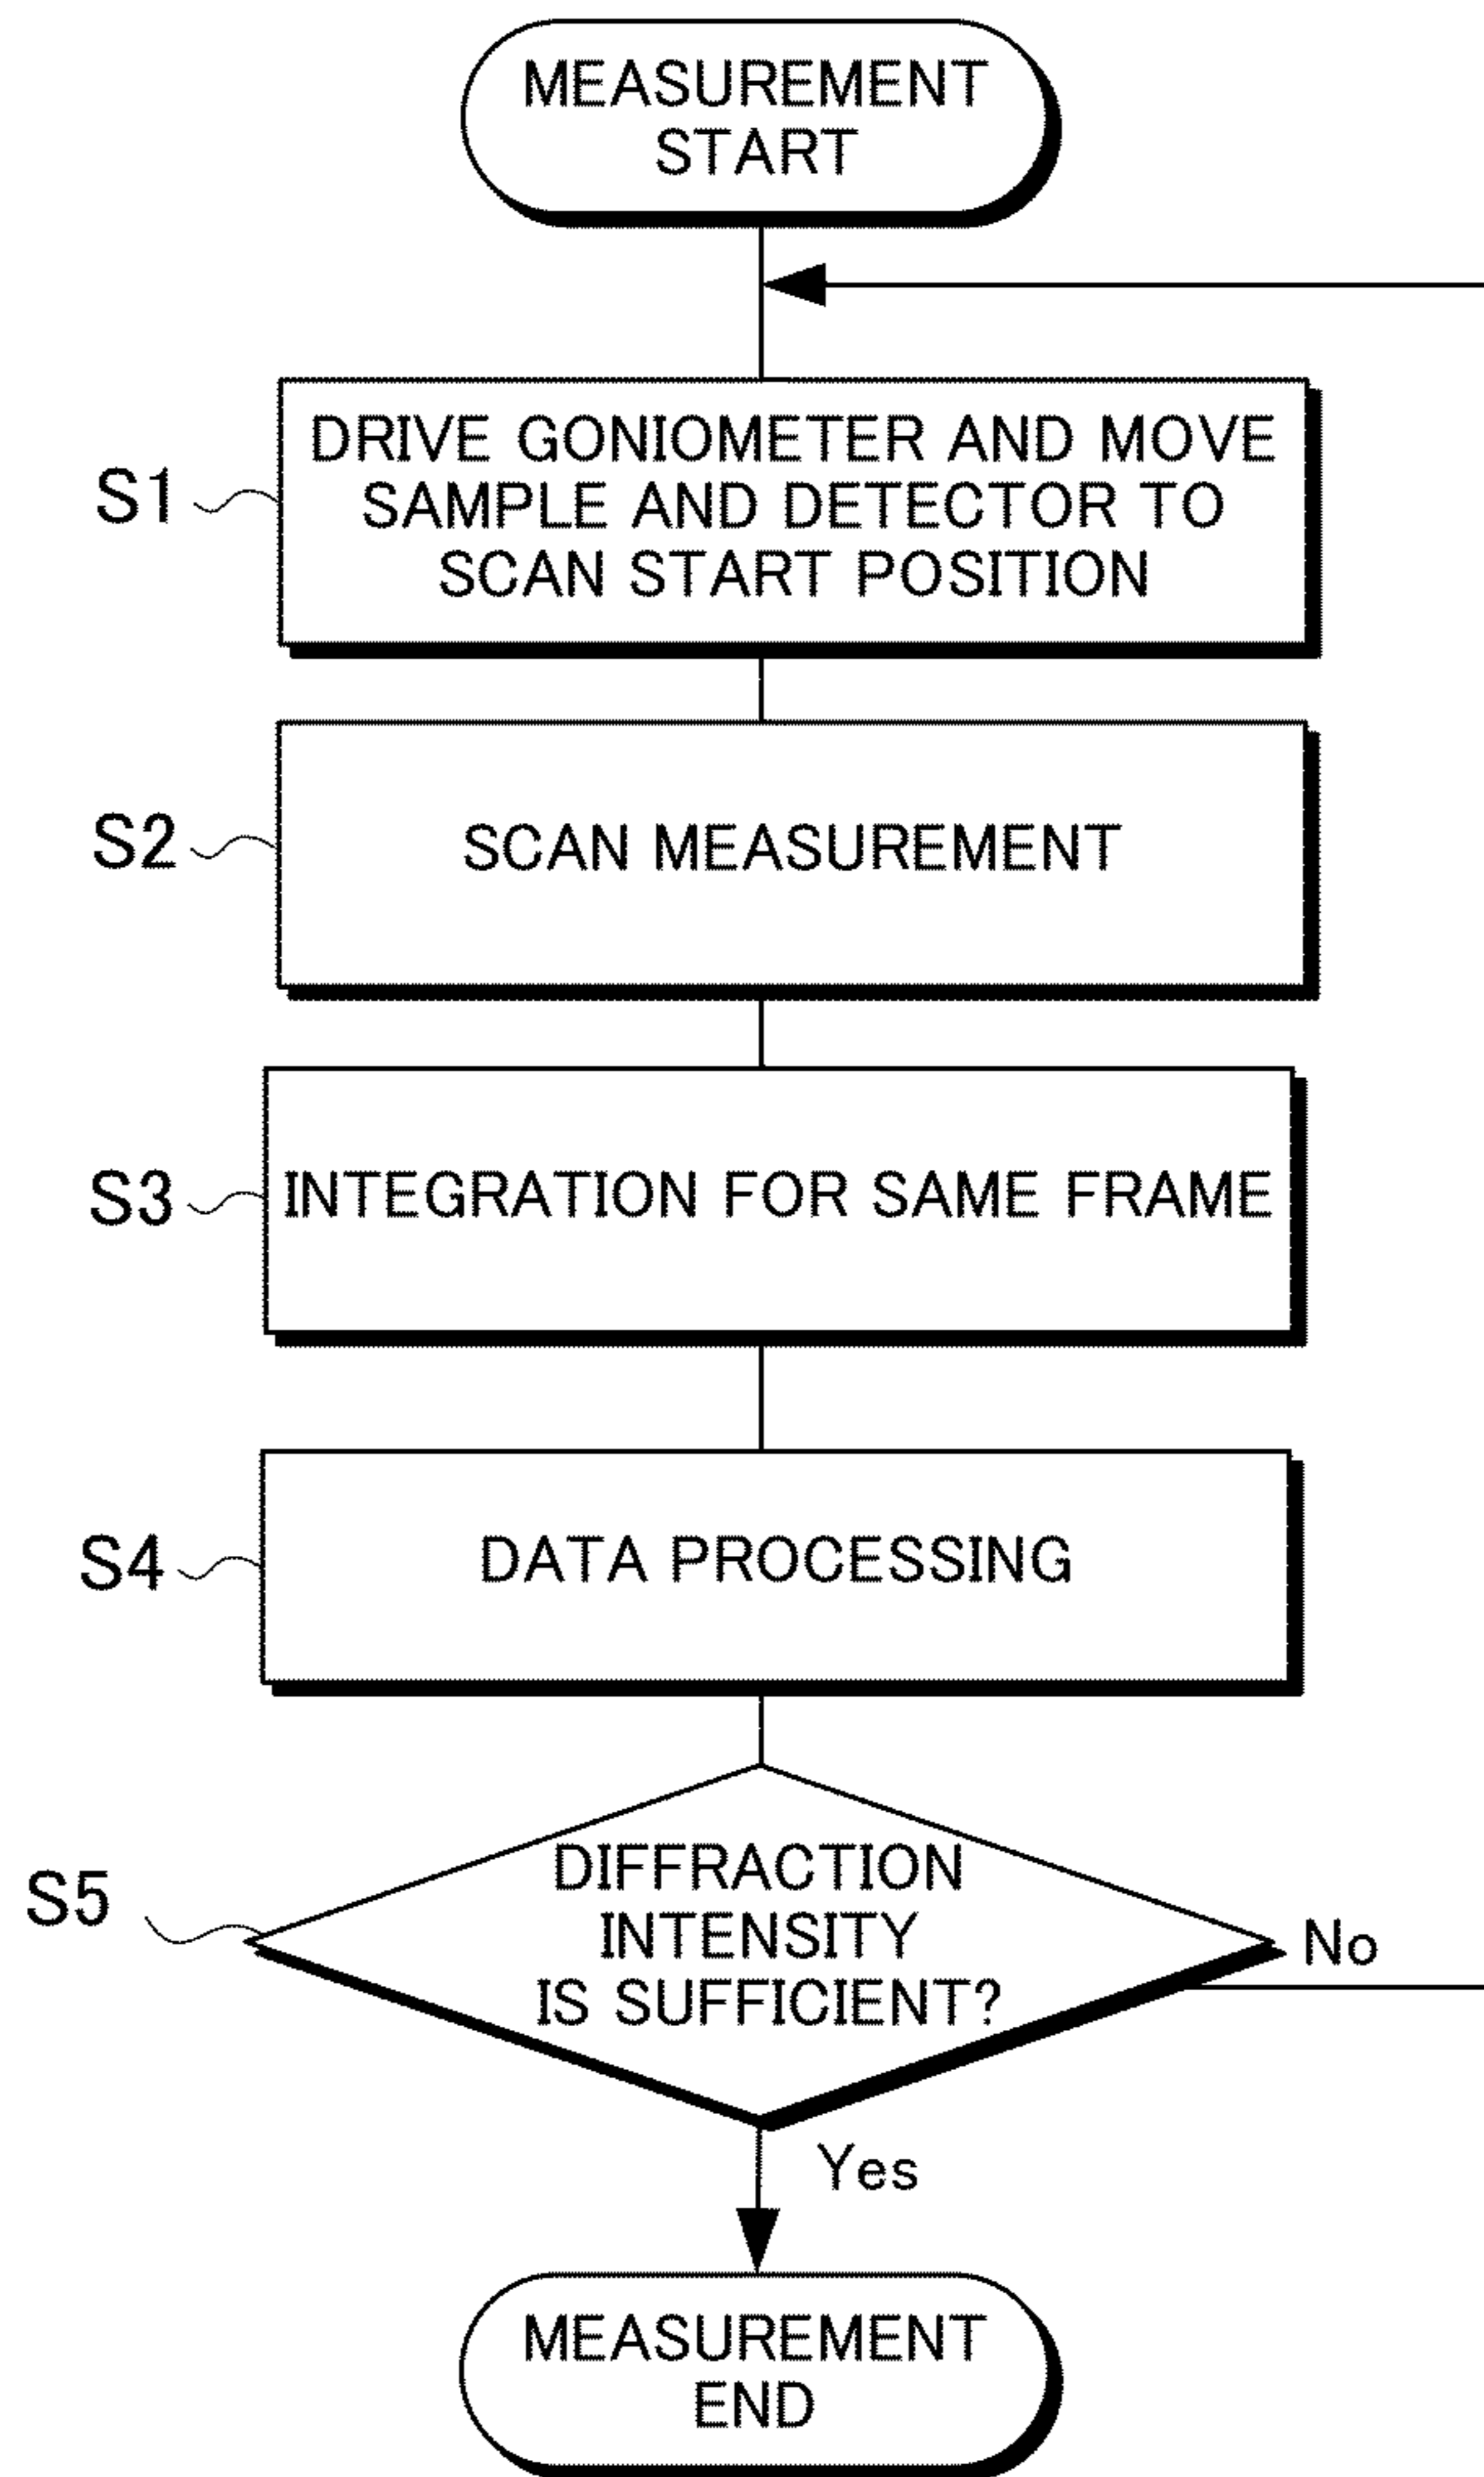 MEASUREMENT
START
S1
DRIVE GONIOMETER AND MOVE
SAMPLE AND DETECTOR TO
SCAN START POSITION
S2
SCAN MEASUREMENT
S3
INTEGRATION FOR SAME FRAME
S4
DATA PROCESSING
S5
DIFFRACTION
INTENSITY
IS SUFFICIENT?
No
Yes
MEASUREMENT
END